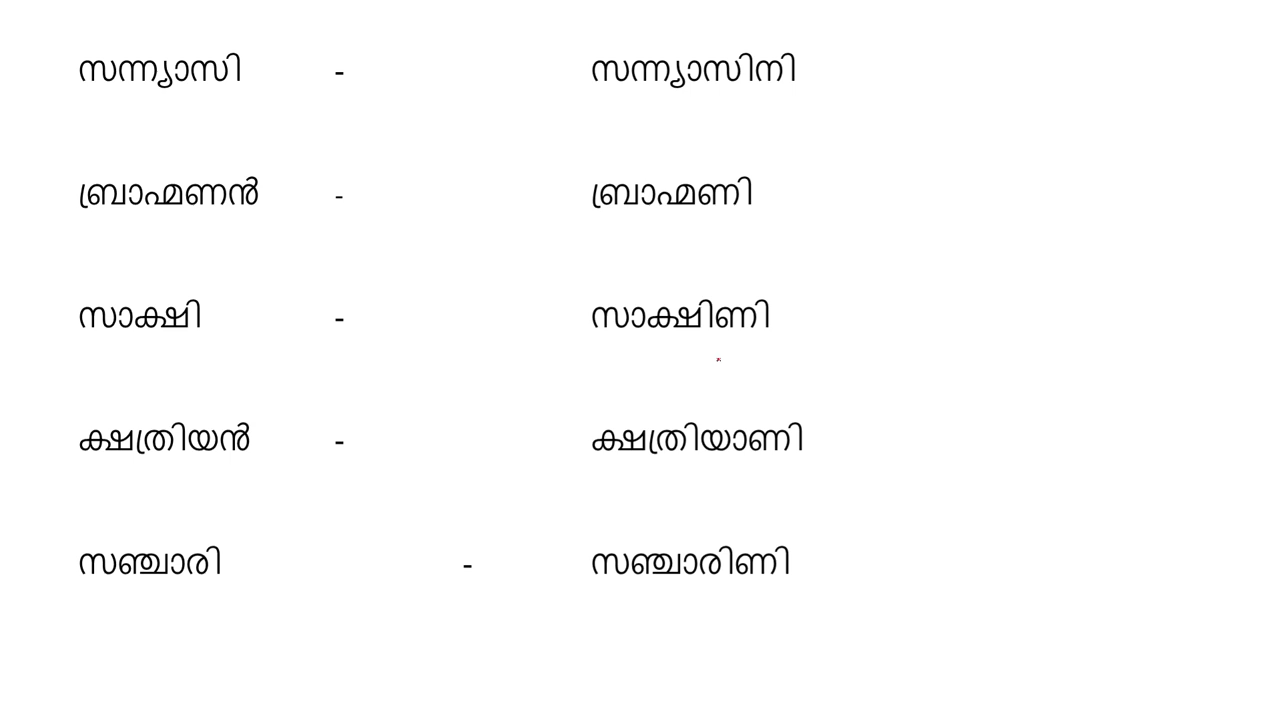 സന്ന്യാസി - സന്ന്യാസിനി
ബ്രാഹ്മണൻ - ബ്രാഹ്മണി
സാക്ഷി - സാക്ഷിണി
ക്ഷത്രിയൻ - ക്ഷത്രിയാണി
സഞ്ചാരി - സഞ്ചാരിണി